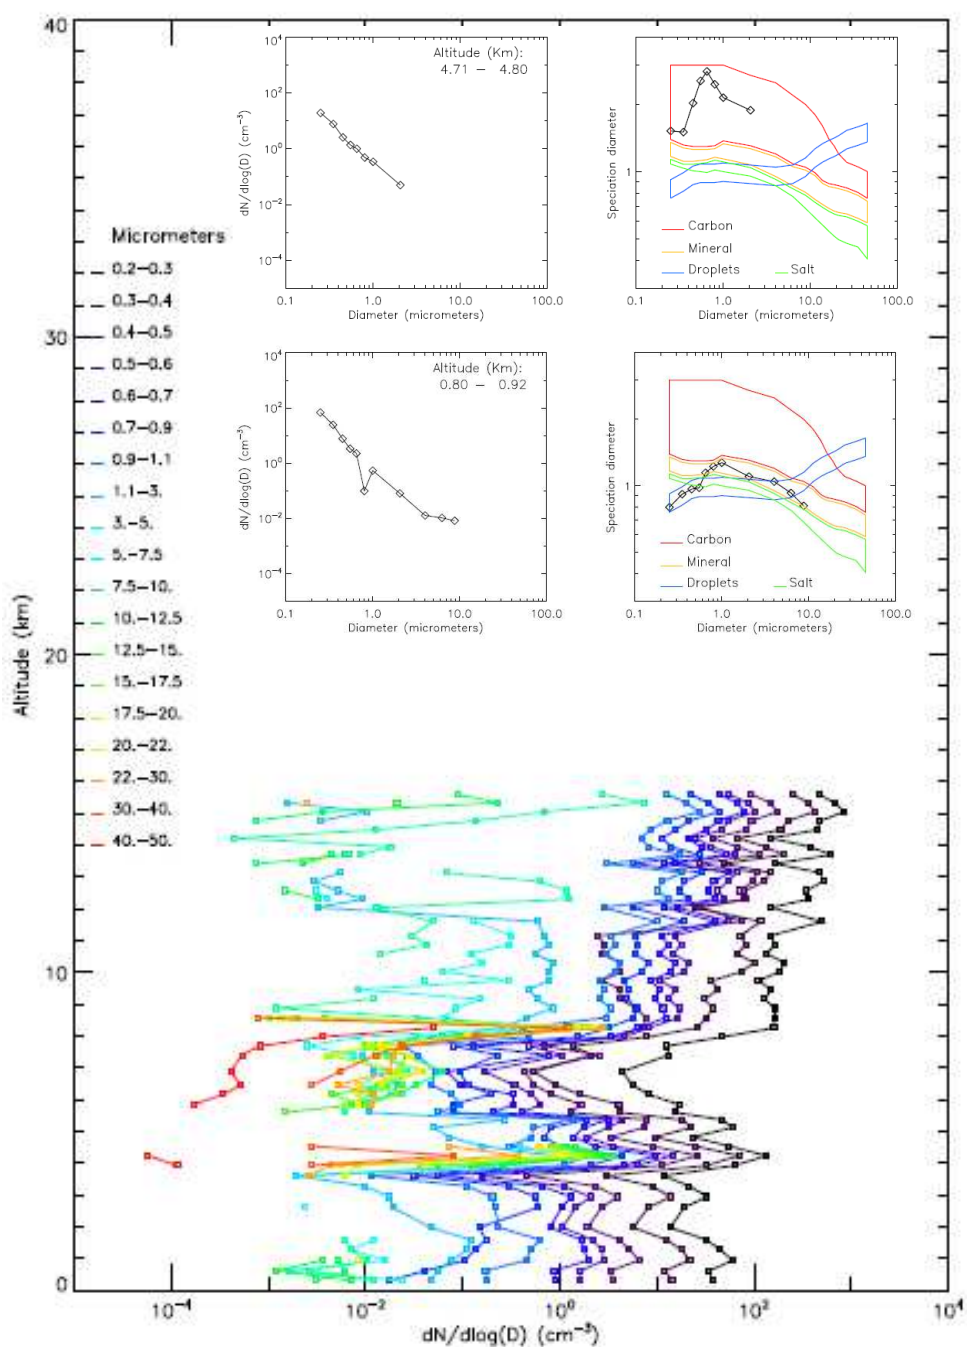 40
30
20
10
0
Altitude (km)
10⁻⁴ 10⁻² 10⁰ 10² 10⁴
dN/dlog(D) (cm⁻³)
Micrometers
0.2−0.3
0.3−0.4
0.4−0.5
0.5−0.6
0.6−0.7
0.7−0.9
0.9−1.1
1.1−3.
3.−5.
5.−7.5
7.5−10.
10.−12.5
12.5−15.
15.−17.5
17.5−20.
20.−22.
22.−30.
30.−40.
40.−50.
Altitude (Km):
4.71 − 4.80
10⁴
10²
10⁰
10⁻²
10⁻⁴
dN/dlog(D) (cm⁻³)
0.1 1.0 10.0 100.0
Diameter (micrometers)
Speciation diameter
1
Carbon
Mineral
Droplets Salt
0.1 1.0 10.0 100.0
Diameter (micrometers)
Altitude (Km):
0.80 − 0.92
10⁴
10²
10⁰
10⁻²
10⁻⁴
dN/dlog(D) (cm⁻³)
0.1 1.0 10.0 100.0
Diameter (micrometers)
Speciation diameter
1
Carbon
Mineral
Droplets Salt
0.1 1.0 10.0 100.0
Diameter (micrometers)